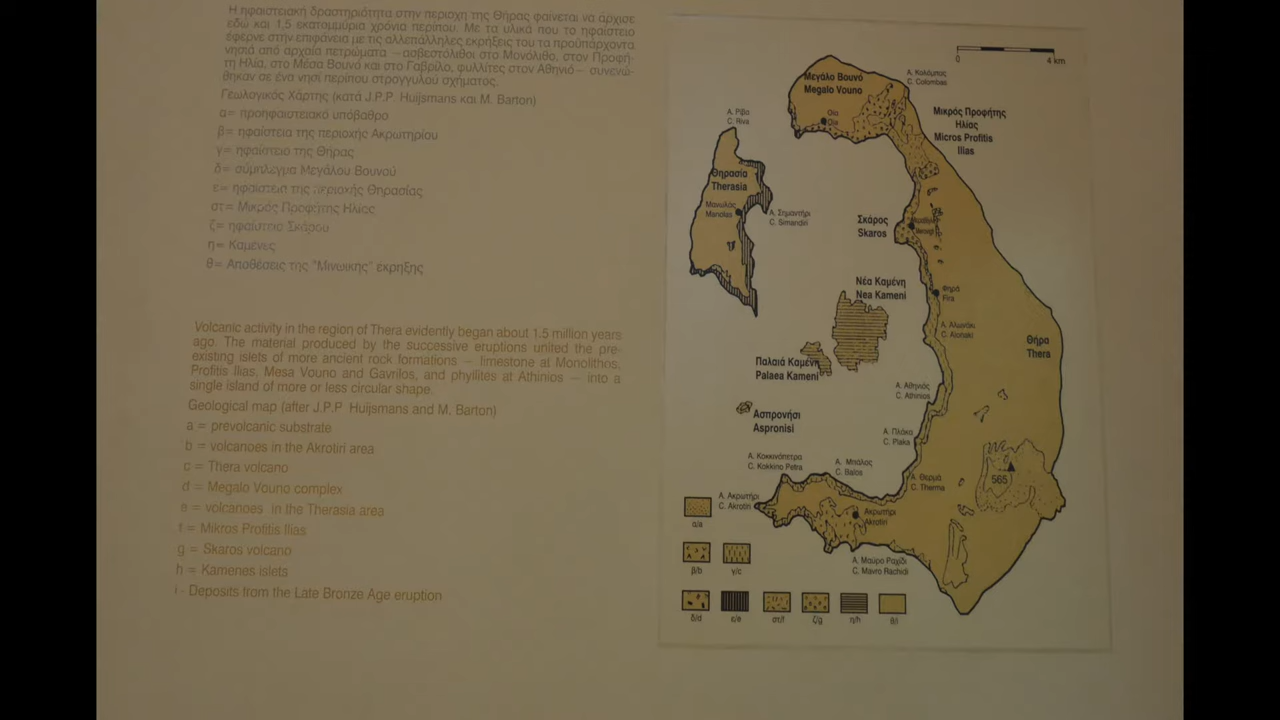 Η ηφαιστειακή δραστηριότητα στην περιοχή της Θήρας φαίνεται να άρχισε
εδώ και 1,5 εκατομμύρια χρόνια περίπου. Με τα υλικά που το ηφαίστειο
έφερνε στην επιφάνεια με τις αλλεπάλληλες εκρήξεις του τα προϋπάρχοντα
νησιά από αρχαία πετρώματα —ασβεστόλιθοι στο Μονόλιθο, στον Προφή-
τη Ηλία, στο Μέσα Βουνό και στο Γαβρίλο, φυλλίτες στον Αθηνιό— συνενώ-
θηκαν σε ένα νησί περίπου στρογγυλού σχήματος.
Γεωλογικός Χάρτης (κατά J.P.P. Huijsmans και M. Barton)
α= προηφαιστειακό υπόβαθρο
β= ηφαίστεια της περιοχής Ακρωτηρίου
γ= ηφαίστειο της Θήρας
δ= σύμπλεγμα Μεγάλου Βουνού
ε= ηφαίστεια της περιοχής Θηρασίας
στ= Μικρός Προφήτης Ηλίας
ζ= ηφαίστειο Σκάρου
η= Καμένες
θ= Αποθέσεις της "Μινωικής" έκρηξης
Volcanic activity in the region of Thera evidently began about 1.5 million years
ago. The material produced by the successive eruptions united the pre-
existing islets of more ancient rock formations — limestone at Monolithos,
Profitis Ilias, Mesa Vouno and Gavrilos, and phyllites at Athinios — into a
single island of more or less circular shape.
Geological map (after J.P.P Huijsmans and M. Barton)
a = prevolcanic substrate
b = volcanoes in the Akrotiri area
c = Thera volcano
d = Megalo Vouno complex
e = volcanoes in the Therasia area
f = Mikros Profitis Ilias
g = Skaros volcano
h = Kamenes islets
i - Deposits from the Late Bronze Age eruption
0 4 km
Μεγάλο Βουνό
Megalo Vouno
Α. Κολόμπος
C. Colombos
Οία
Oia
Μικρός Προφήτης
Ηλίας
Micros Profitis
Ilias
Α. Ρίβα
C. Riva
Θηρασία
Therasia
Μανωλάς
Manolas
Α. Σημαντήρι
C. Simandiri
Σκάρος
Skaros
Νέα Καμένη
Nea Kameni
Φηρά
Fira
Α. Αλωνάκι
C. Alonaki
Θήρα
Thera
Παλαιά Καμένη
Palaea Kameni
Α. Αθηνιός
C. Athinios
Ασπρονήσι
Aspronisi
Α. Πλάκα
C. Plaka
Α. Κοκκινόπετρα
C. Kokkino Petra
Α. Μπάλος
C. Balos
Α. Θερμά
C. Therma
565
Α. Ακρωτήρι
C. Akrotiri
Ακρωτήρι
Akrotiri
Α. Μαύρο Ραχίδι
C. Mavro Rachidi
α/a
β/b γ/c
δ/d ε/e στ/f ζ/g η/h θ/i